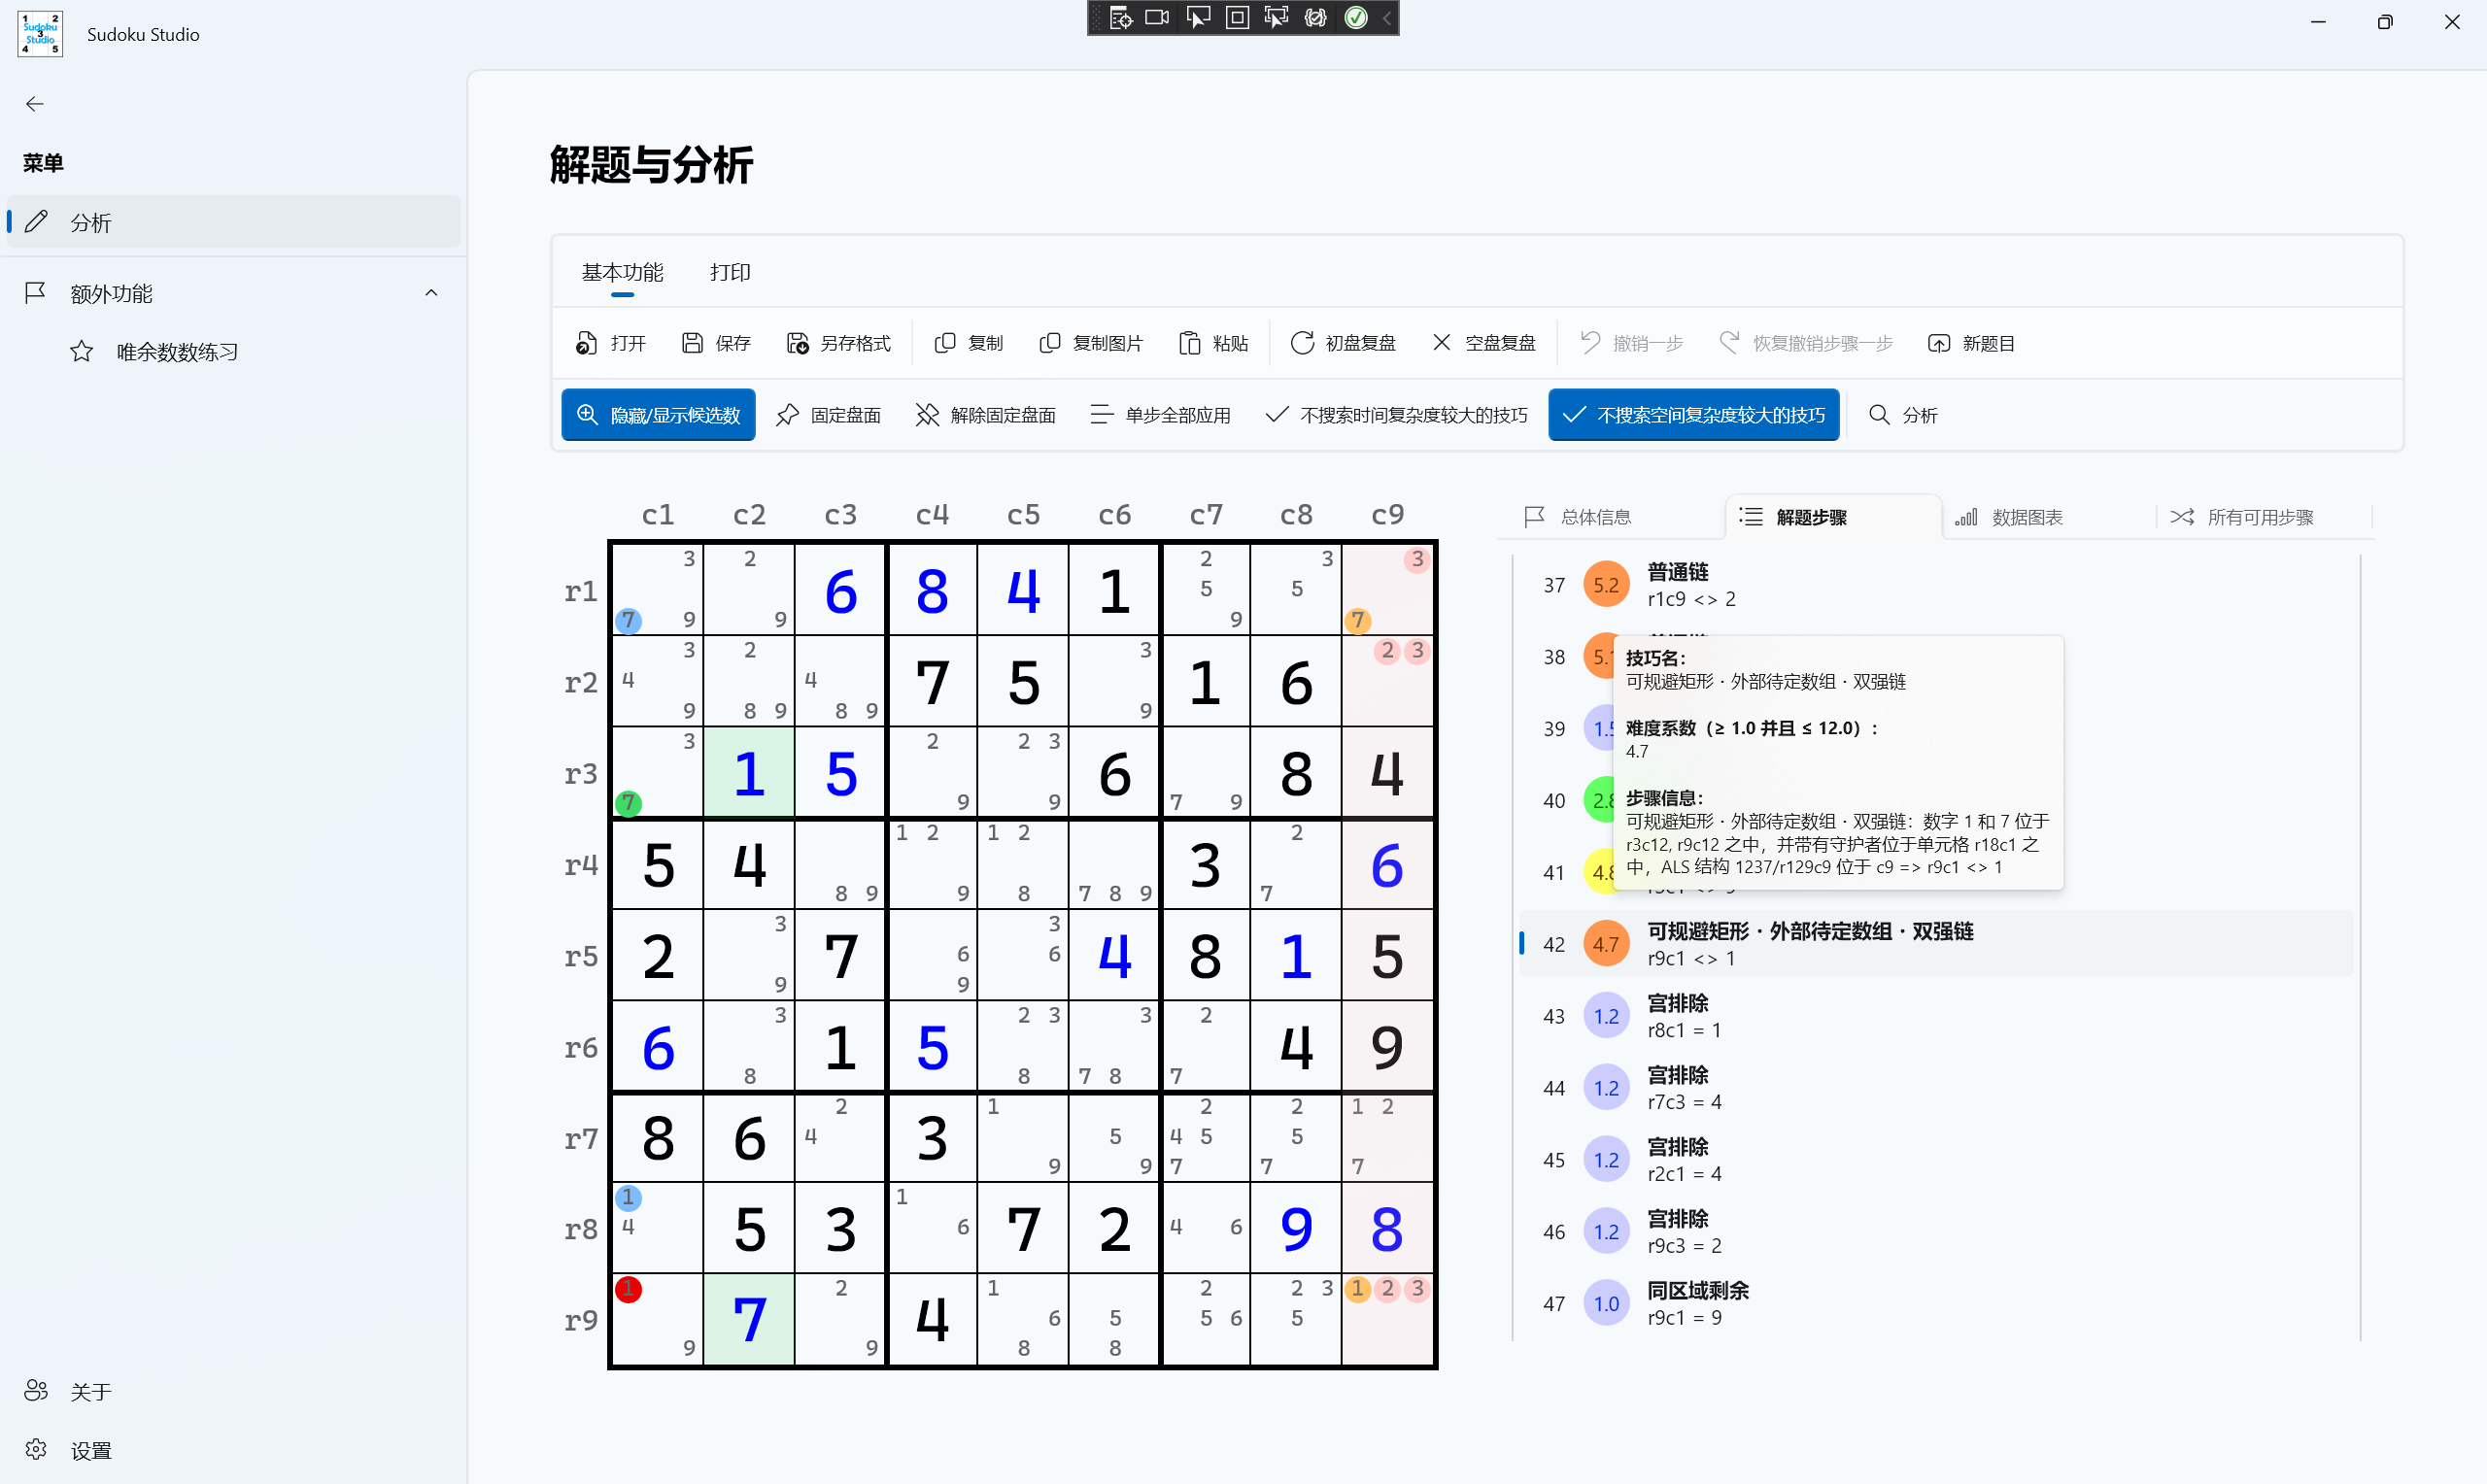 Sudoku Studio
菜单
分析
额外功能
唯余数数练习
关于
设置
解题与分析
基本功能 打印
打开 保存 另存格式 复制 复制图片 粘贴 初盘复盘 空盘复盘 撤销一步 恢复撤销步骤一步 新题目
隐藏/显示候选数 固定盘面 解除固定盘面 单步全部应用 不搜索时间复杂度较大的技巧 不搜索空间复杂度较大的技巧 分析
c1 c2 c3 c4 c5 c6 c7 c8 c9
3 2 2 3 3
r1 6 8 4 1 5 5
7 9 9 9 7
3 2 3 2 3
r2 4 4 7 5 1 6
9 8 9 8 9 9
3 2 2 3
r3 1 5 6 8 4
7 9 9 7 9
1 2 1 2 2
r4 5 4 3 6
8 9 9 8 7 8 9 7
3 3
r5 2 7 6 6 4 8 1 5
9 9
3 2 3 3 2
r6 6 1 5 4 9
8 8 7 8 7
2 1 2 2 1 2
r7 8 6 4 3 5 4 5 5
9 9 7 7 7
1 1
r8 4 5 3 6 7 2 4 6 9 8
1 2 1 2 2 3 1 2 3
r9 7 4 6 5 5 6 5
9 9 8 8
总体信息 解题步骤 数据图表 所有可用步骤
37 5.2 普通链
r1c9 <> 2
38
39
40
41
技巧名：
可规避矩形 · 外部待定数组 · 双强链
难度系数（≥ 1.0 并且 ≤ 12.0）：
4.7
步骤信息：
可规避矩形 · 外部待定数组 · 双强链：数字 1 和 7 位于
r3c12, r9c12 之中，并带有守护者位于单元格 r18c1 之
中，ALS 结构 1237/r129c9 位于 c9 => r9c1 <> 1
42 4.7 可规避矩形 · 外部待定数组 · 双强链
r9c1 <> 1
43 1.2 宫排除
r8c1 = 1
44 1.2 宫排除
r7c3 = 4
45 1.2 宫排除
r2c1 = 4
46 1.2 宫排除
r9c3 = 2
47 1.0 同区域剩余
r9c1 = 9